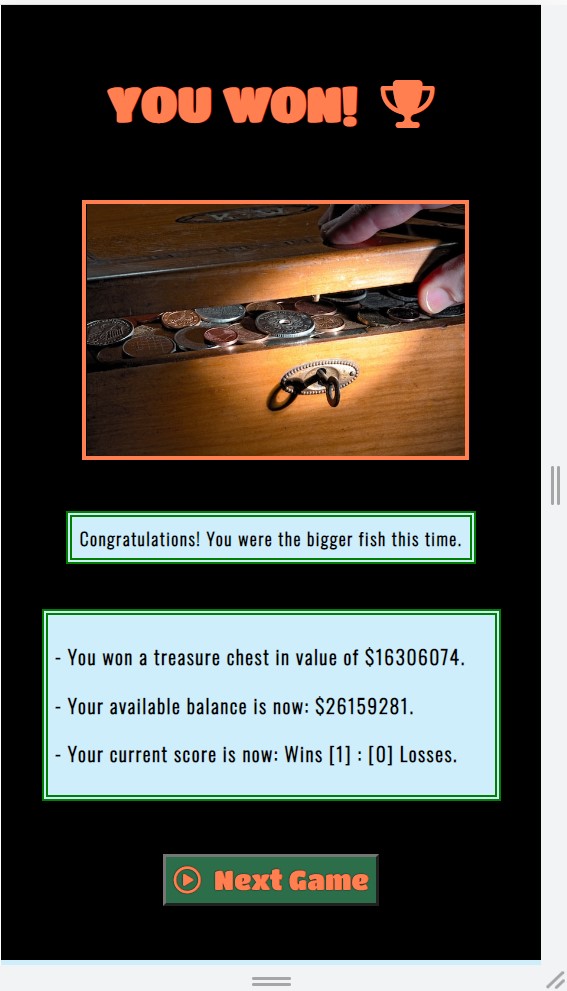 YOU WON!
Congratulations! You were the bigger fish this time.
- You won a treasure chest in value of $16306074.
- Your available balance is now: $26159281.
- Your current score is now: Wins [1] : [0] Losses.
Next Game